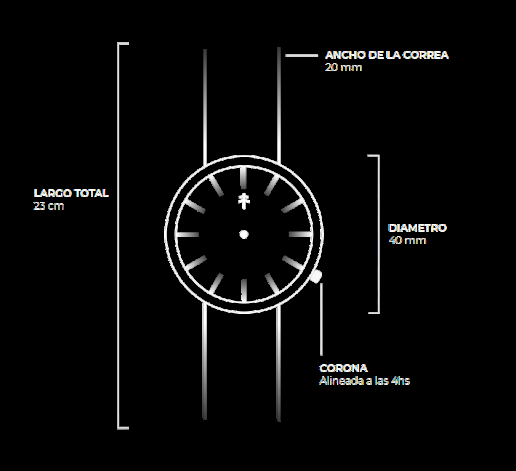 ANCHO DE LA CORREA
20 mm
LARGO TOTAL
23 cm
DIAMETRO
40 mm
CORONA
Alineada a las 4hs